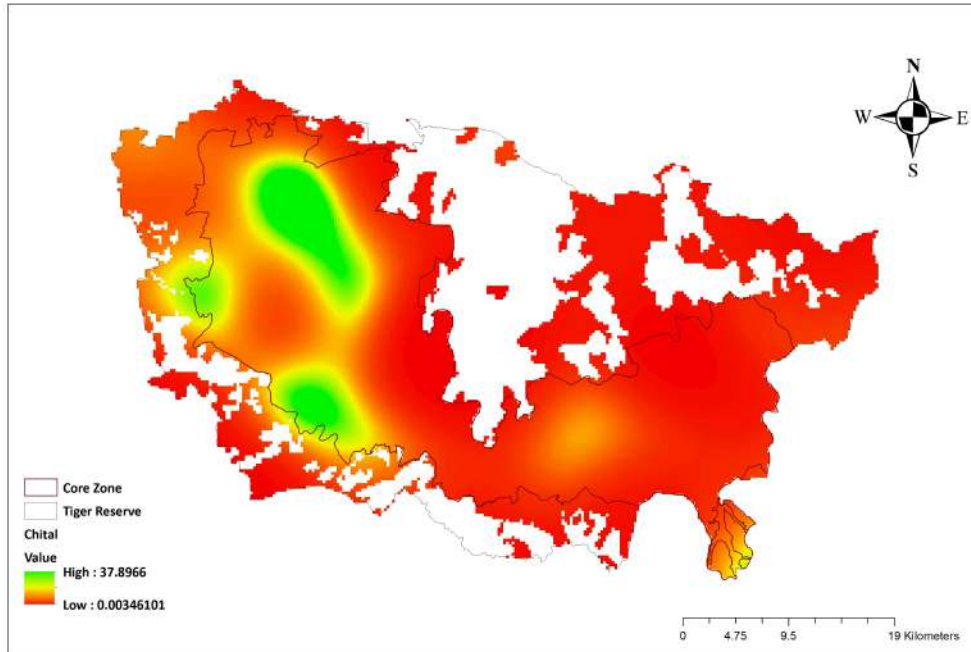 N
W E
S
Core Zone
Tiger Reserve
Chital
Value
High : 37.8966
Low : 0.00346101
0 4.75 9.5 19 Kilometers